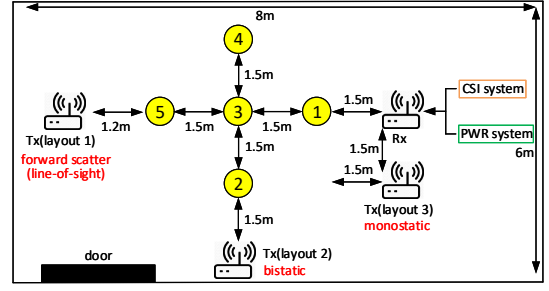 8m
4
1.5m
1.5m
CSI system
5
3
1
1.2m
1.5m
1.5m
Rx
PWR system
Tx(layout 1)
forward scatter
(line-of-sight)
1.5m
1.5m
6m
1.5m
2
Tx(layout 3)
monostatic
1.5m
door
Tx(layout 2)
bistatic